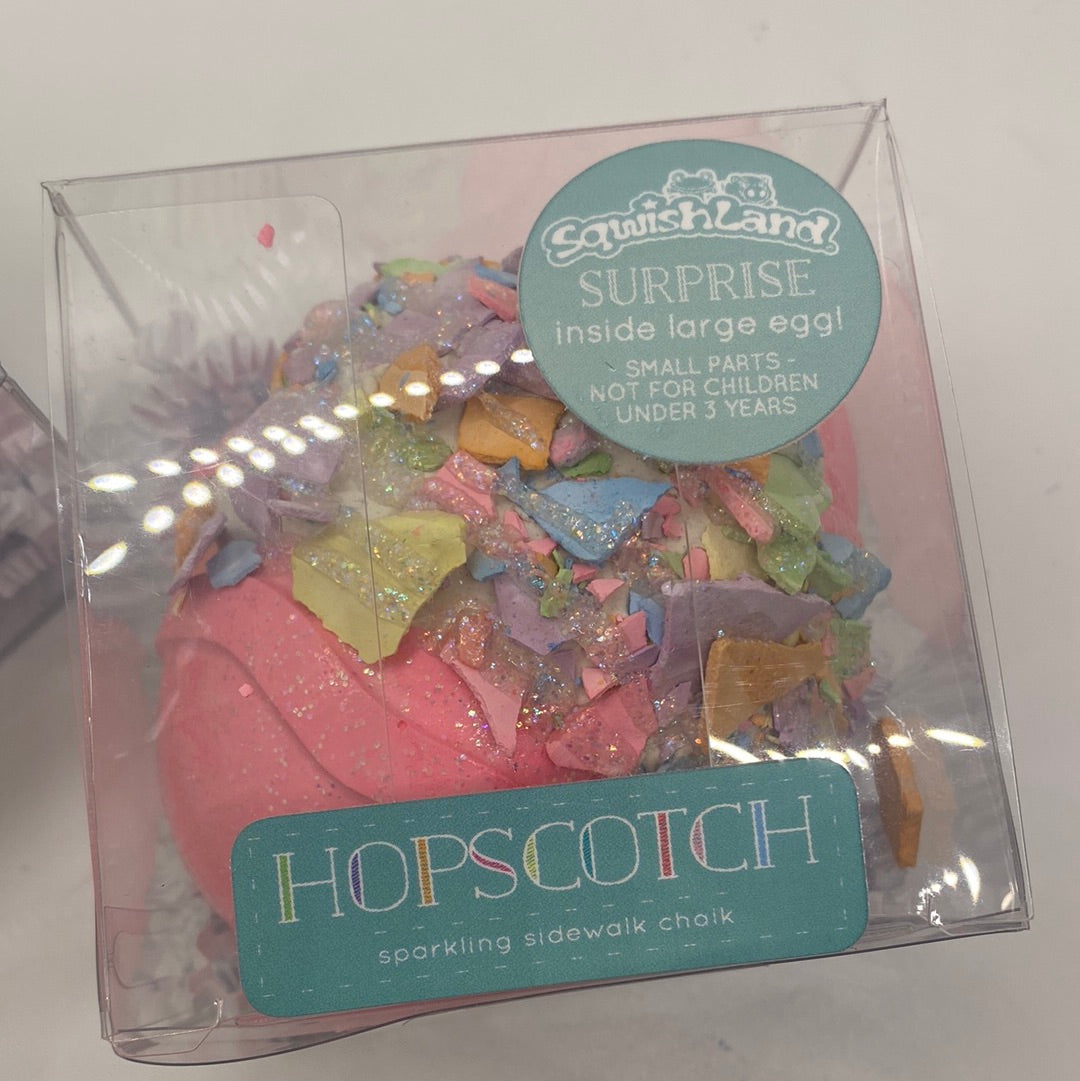 SqwishLand
SURPRISE
inside large egg!
SMALL PARTS -
NOT FOR CHILDREN
UNDER 3 YEARS
HOPSCOTCH
sparkling sidewalk chalk